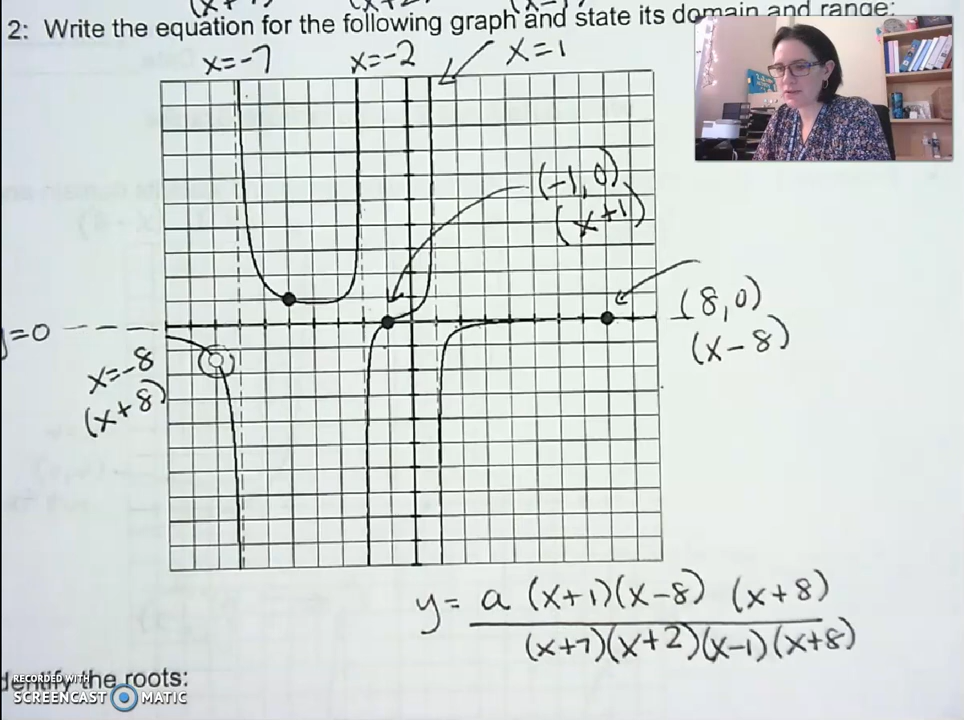 2: Write the equation for the following graph and state its domain and range:
x=-7 x=-2 x=1
(-1,0)
(x+1)
(8,0)
(x-8)
y=0
x=-8
(x+8)
y= a (x+1)(x-8) (x+8)
(x+7)(x+2)(x-1)(x+8)
dentify the roots:
RECORDED WITH
SCREENCAST MATIC